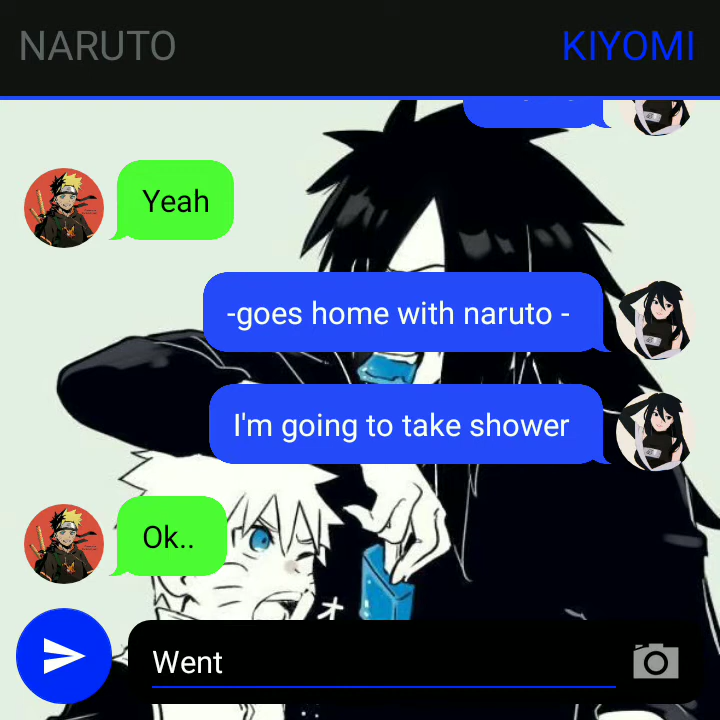 NARUTO
KIYOMI
Yeah
-goes home with naruto -
I'm going to take shower
Ok..
Went